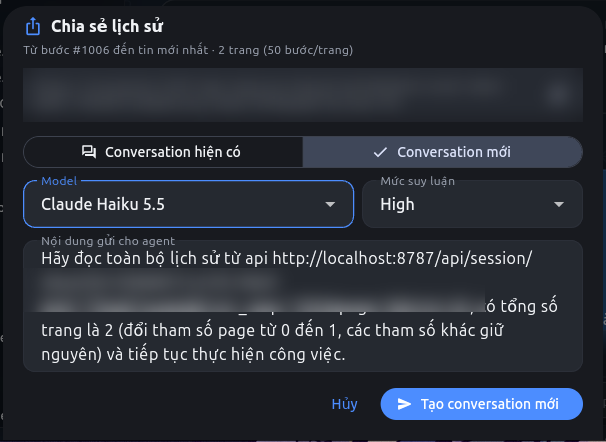 Chia sẻ lịch sử
Từ bước #1006 đến tin mới nhất · 2 trang (50 bước/trang)
Conversation hiện có
Conversation mới
Model
Claude Haiku 5.5
Mức suy luận
High
Nội dung gửi cho agent
Hãy đọc toàn bộ lịch sử từ api http://localhost:8787/api/session/
có tổng số
trang là 2 (đổi tham số page từ 0 đến 1, các tham số khác giữ
nguyên) và tiếp tục thực hiện công việc.
Hủy
Tạo conversation mới